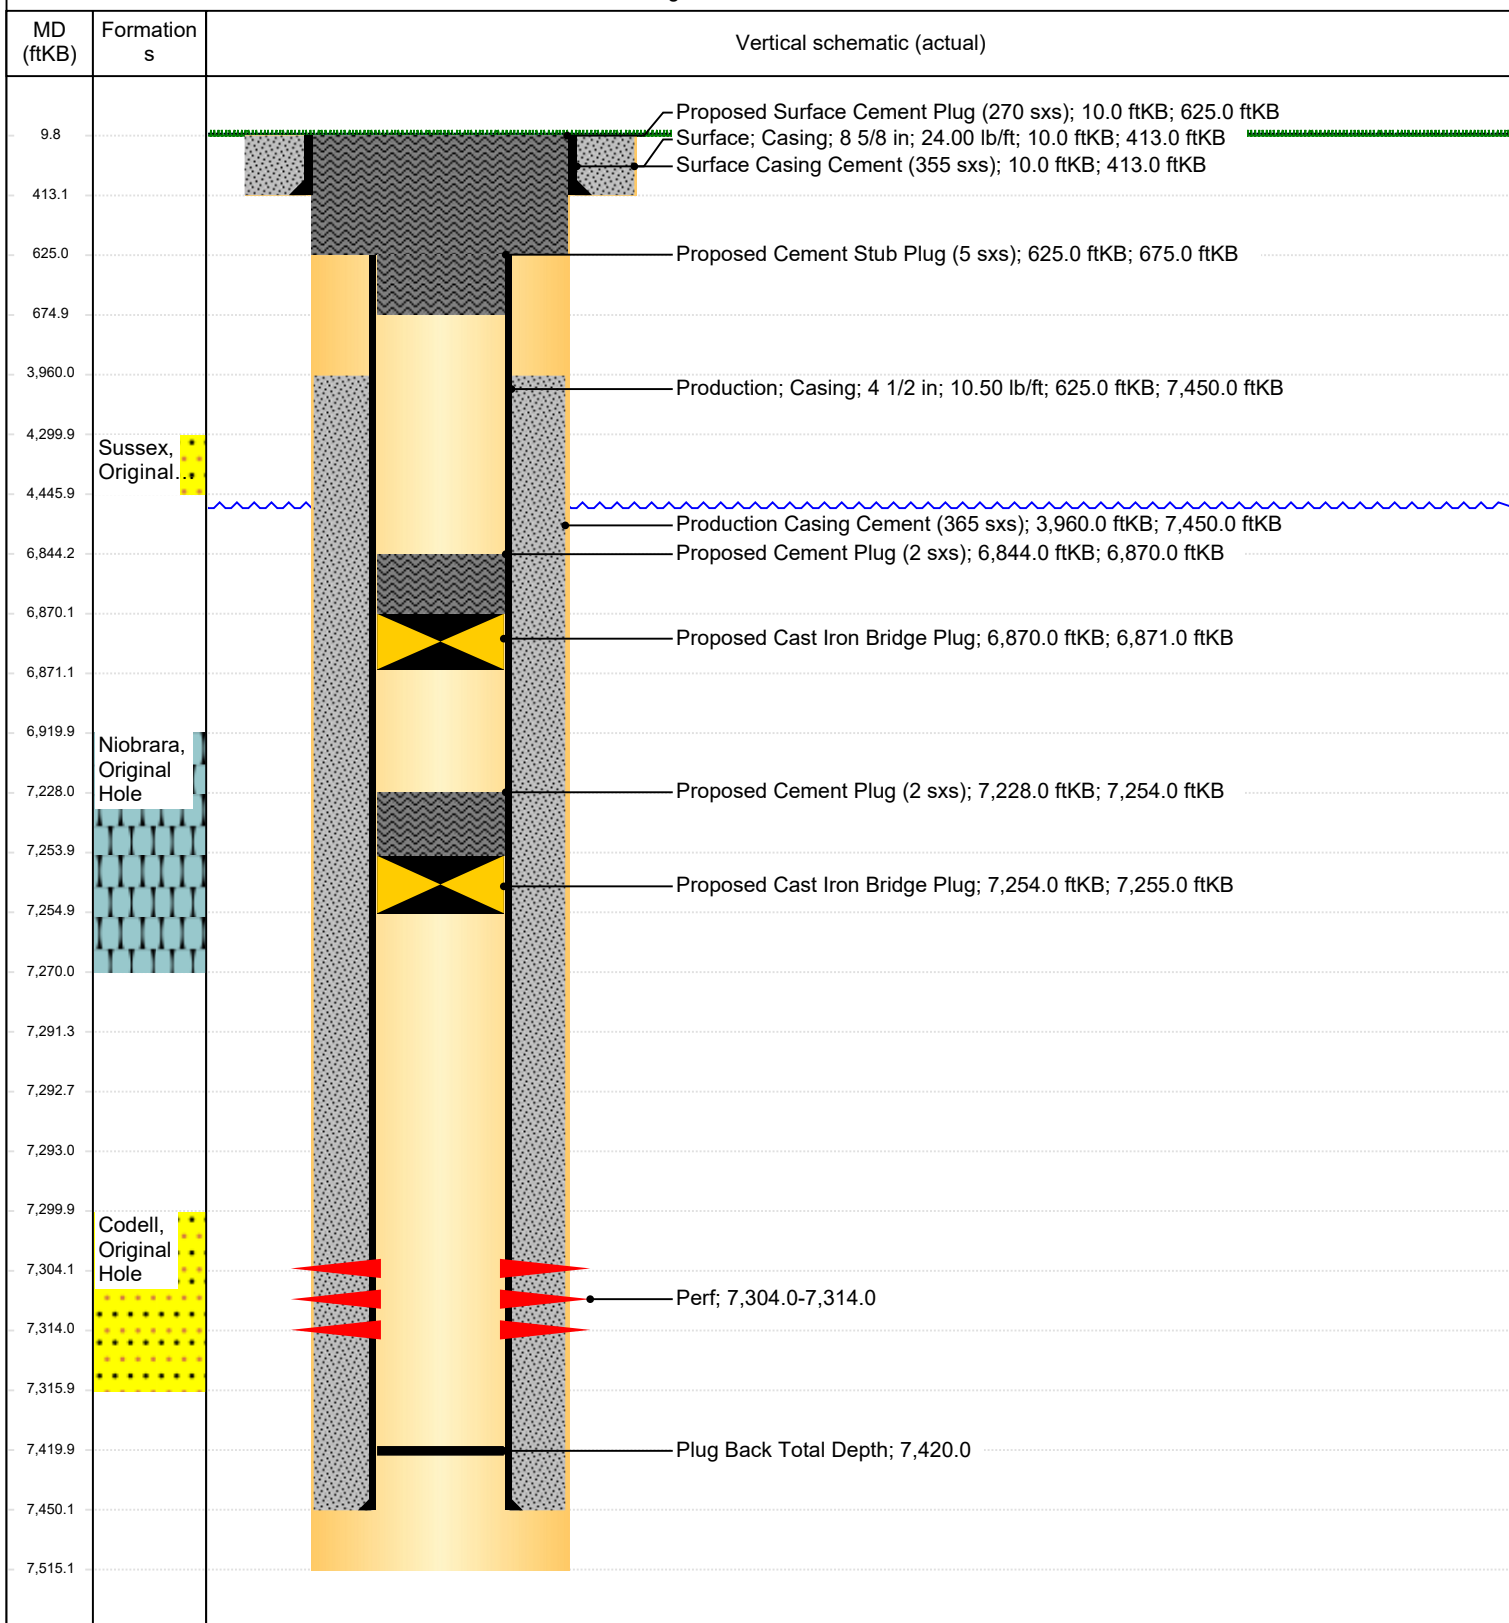 MD
(ftKB)
Formation
s
Vertical schematic (actual)
9.8
413.1
625.0
674.9
3,960.0
4,299.9
4,445.9
6,844.2
6,870.1
6,871.1
6,919.9
7,228.0
7,253.9
7,254.9
7,270.0
7,291.3
7,292.7
7,293.0
7,299.9
7,304.1
7,314.0
7,315.9
7,419.9
7,450.1
7,515.1
Sussex,
Original...
Niobrara,
Original
Hole
Codell,
Original
Hole
Proposed Surface Cement Plug (270 sxs); 10.0 ftKB; 625.0 ftKB
Surface; Casing; 8 5/8 in; 24.00 lb/ft; 10.0 ftKB; 413.0 ftKB
Surface Casing Cement (355 sxs); 10.0 ftKB; 413.0 ftKB
Proposed Cement Stub Plug (5 sxs); 625.0 ftKB; 675.0 ftKB
Production; Casing; 4 1/2 in; 10.50 lb/ft; 625.0 ftKB; 7,450.0 ftKB
Production Casing Cement (365 sxs); 3,960.0 ftKB; 7,450.0 ftKB
Proposed Cement Plug (2 sxs); 6,844.0 ftKB; 6,870.0 ftKB
Proposed Cast Iron Bridge Plug; 6,870.0 ftKB; 6,871.0 ftKB
Proposed Cement Plug (2 sxs); 7,228.0 ftKB; 7,254.0 ftKB
Proposed Cast Iron Bridge Plug; 7,254.0 ftKB; 7,255.0 ftKB
Perf; 7,304.0-7,314.0
Plug Back Total Depth; 7,420.0